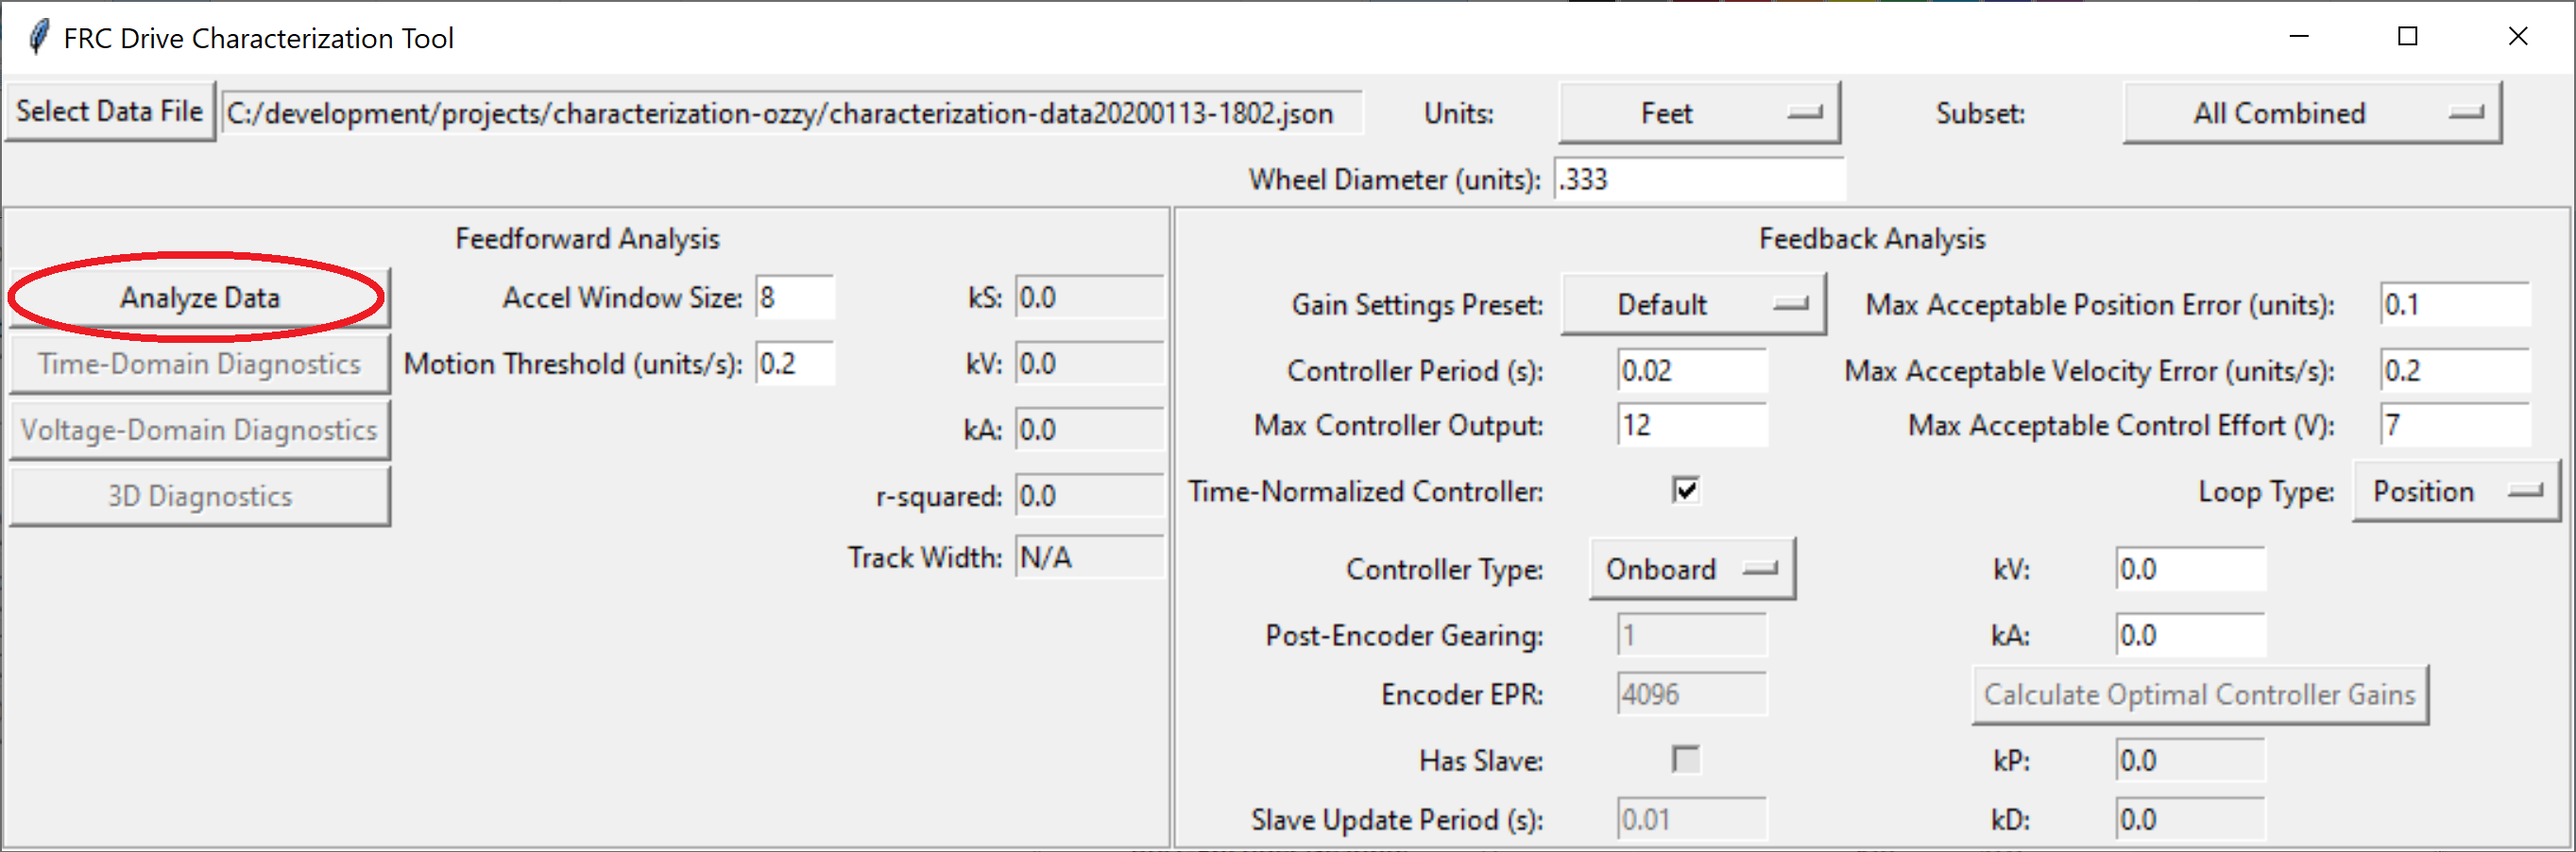 FRC Drive Characterization Tool
Select Data File C:/development/projects/characterization-ozzy/characterization-data20200113-1802.json Units: Feet Subset: All Combined
Wheel Diameter (units): .333
Feedforward Analysis
Analyze Data Accel Window Size: 8 kS: 0.0
Time-Domain Diagnostics Motion Threshold (units/s): 0.2 kV: 0.0
Voltage-Domain Diagnostics kA: 0.0
3D Diagnostics r-squared: 0.0
Track Width: N/A
Feedback Analysis
Gain Settings Preset: Default Max Acceptable Position Error (units): 0.1
Controller Period (s): 0.02 Max Acceptable Velocity Error (units/s): 0.2
Max Controller Output: 12 Max Acceptable Control Effort (V): 7
Time-Normalized Controller: Loop Type: Position
Controller Type: Onboard kV: 0.0
Post-Encoder Gearing: 1 kA: 0.0
Encoder EPR: 4096 Calculate Optimal Controller Gains
Has Slave: kP: 0.0
Slave Update Period (s): 0.01 kD: 0.0